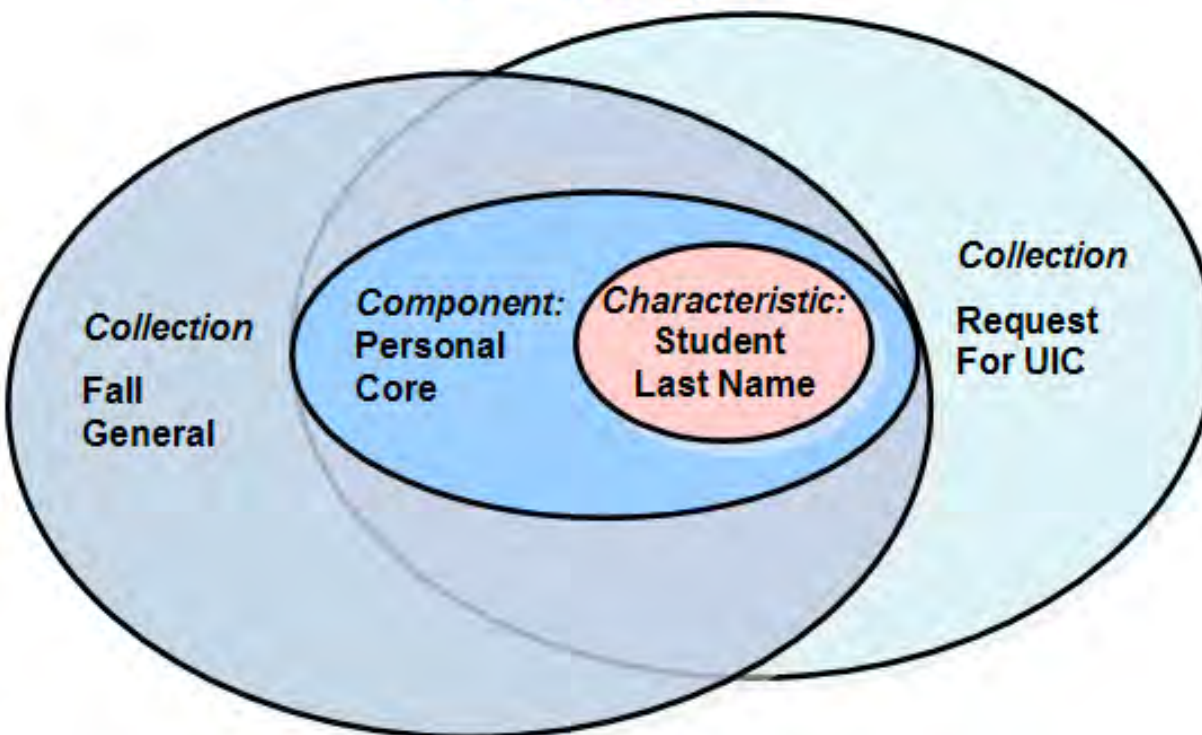 Collection
Fall
General
Component:
Personal
Core
Characteristic:
Student
Last Name
Collection
Request
For UIC